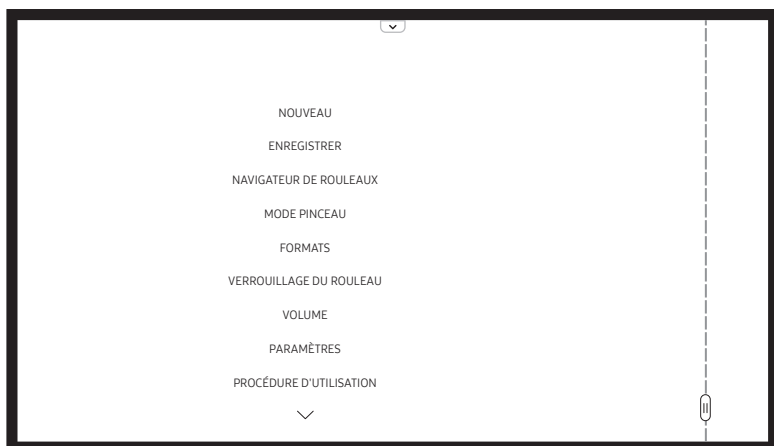 NOUVEAU
ENREGISTRER
NAVIGATEUR DE ROULEAUX
MODE PINCEAU
FORMATS
VERROUILLAGE DU ROULEAU
VOLUME
PARAMÈTRES
PROCÉDURE D'UTILISATION